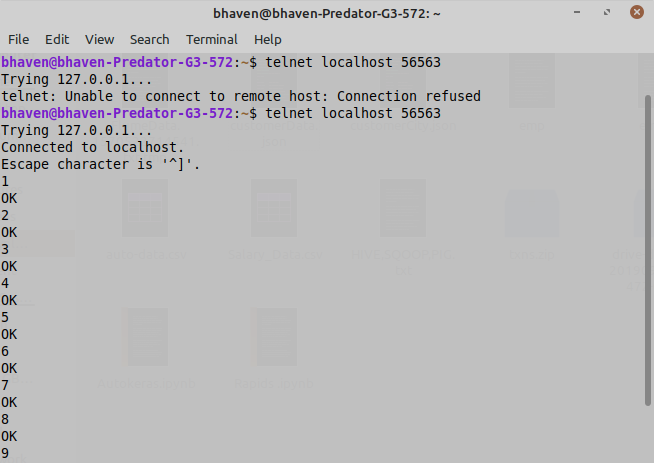 bhaven@bhaven-Predator-G3-572: ~
File Edit View Search Terminal Help
bhaven@bhaven-Predator-G3-572:~$ telnet localhost 56563
Trying 127.0.0.1...
telnet: Unable to connect to remote host: Connection refused
bhaven@bhaven-Predator-G3-572:~$ telnet localhost 56563
Trying 127.0.0.1...
Connected to localhost.
Escape character is '^]'.
1
OK
2
OK
3
OK
4
OK
5
OK
6
OK
7
OK
8
OK
9